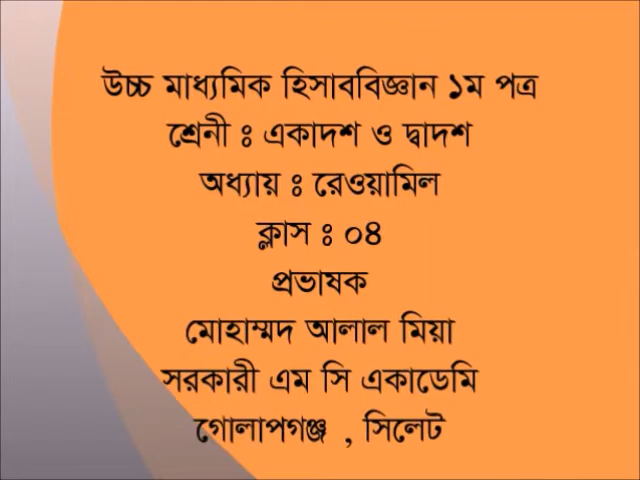 উচ্চ মাধ্যমিক হিসাববিজ্ঞান ১ম পত্র
শ্রেনী ঃ একাদশ ও দ্বাদশ
অধ্যায় ঃ রেওয়ামিল
ক্লাস ঃ ০৪
প্রভাষক
মোহাম্মদ আলাল মিয়া
সরকারী এম সি একাডেমি
গোলাপগঞ্জ , সিলেট